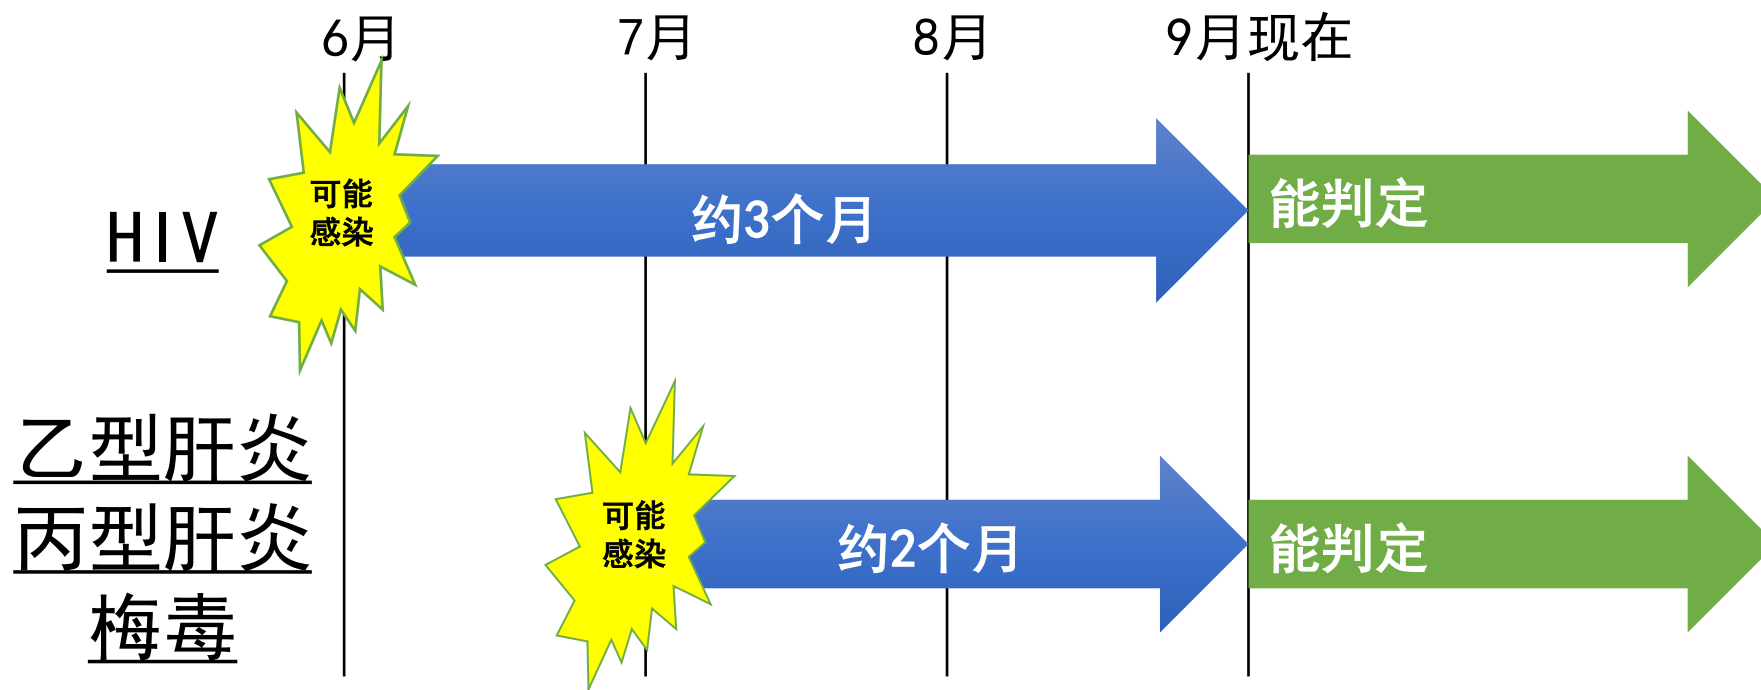 6月 7月 8月 9月现在
可能
感染
HIV
约3个月
能判定
乙型肝炎
丙型肝炎
梅毒
可能
感染
约2个月
能判定